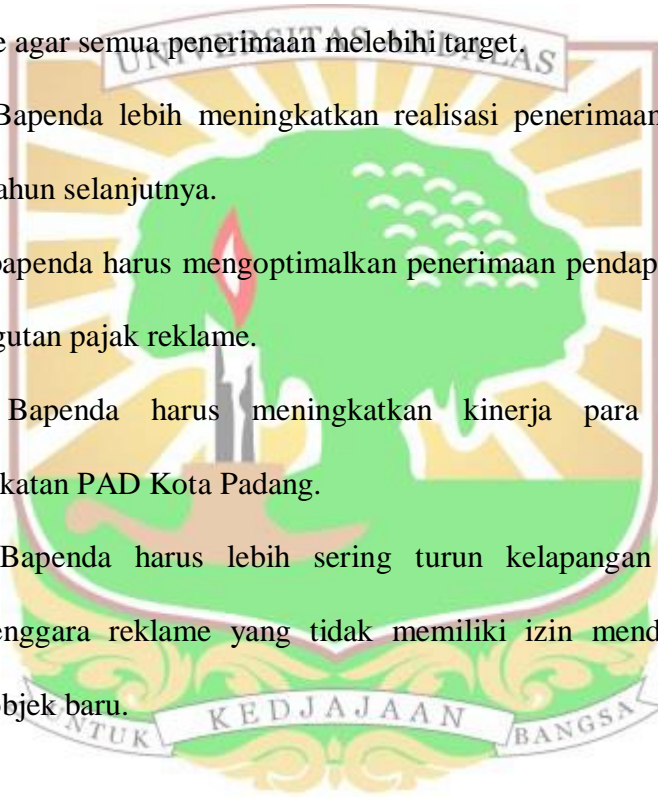 e agar semua penerimaan melebihi target.
UNIVERSITAS ANDALAS
Bapenda lebih meningkatkan realisasi penerimaan
ahun selanjutnya.
bapenda harus mengoptimalkan penerimaan pendap
gutan pajak reklame.
Bapenda harus meningkatkan kinerja para
katan PAD Kota Padang.
Bapenda harus lebih sering turun kelapangan
enggara reklame yang tidak memiliki izin mend
objek baru.
UNTUK KEDJAJAAN BANGSA